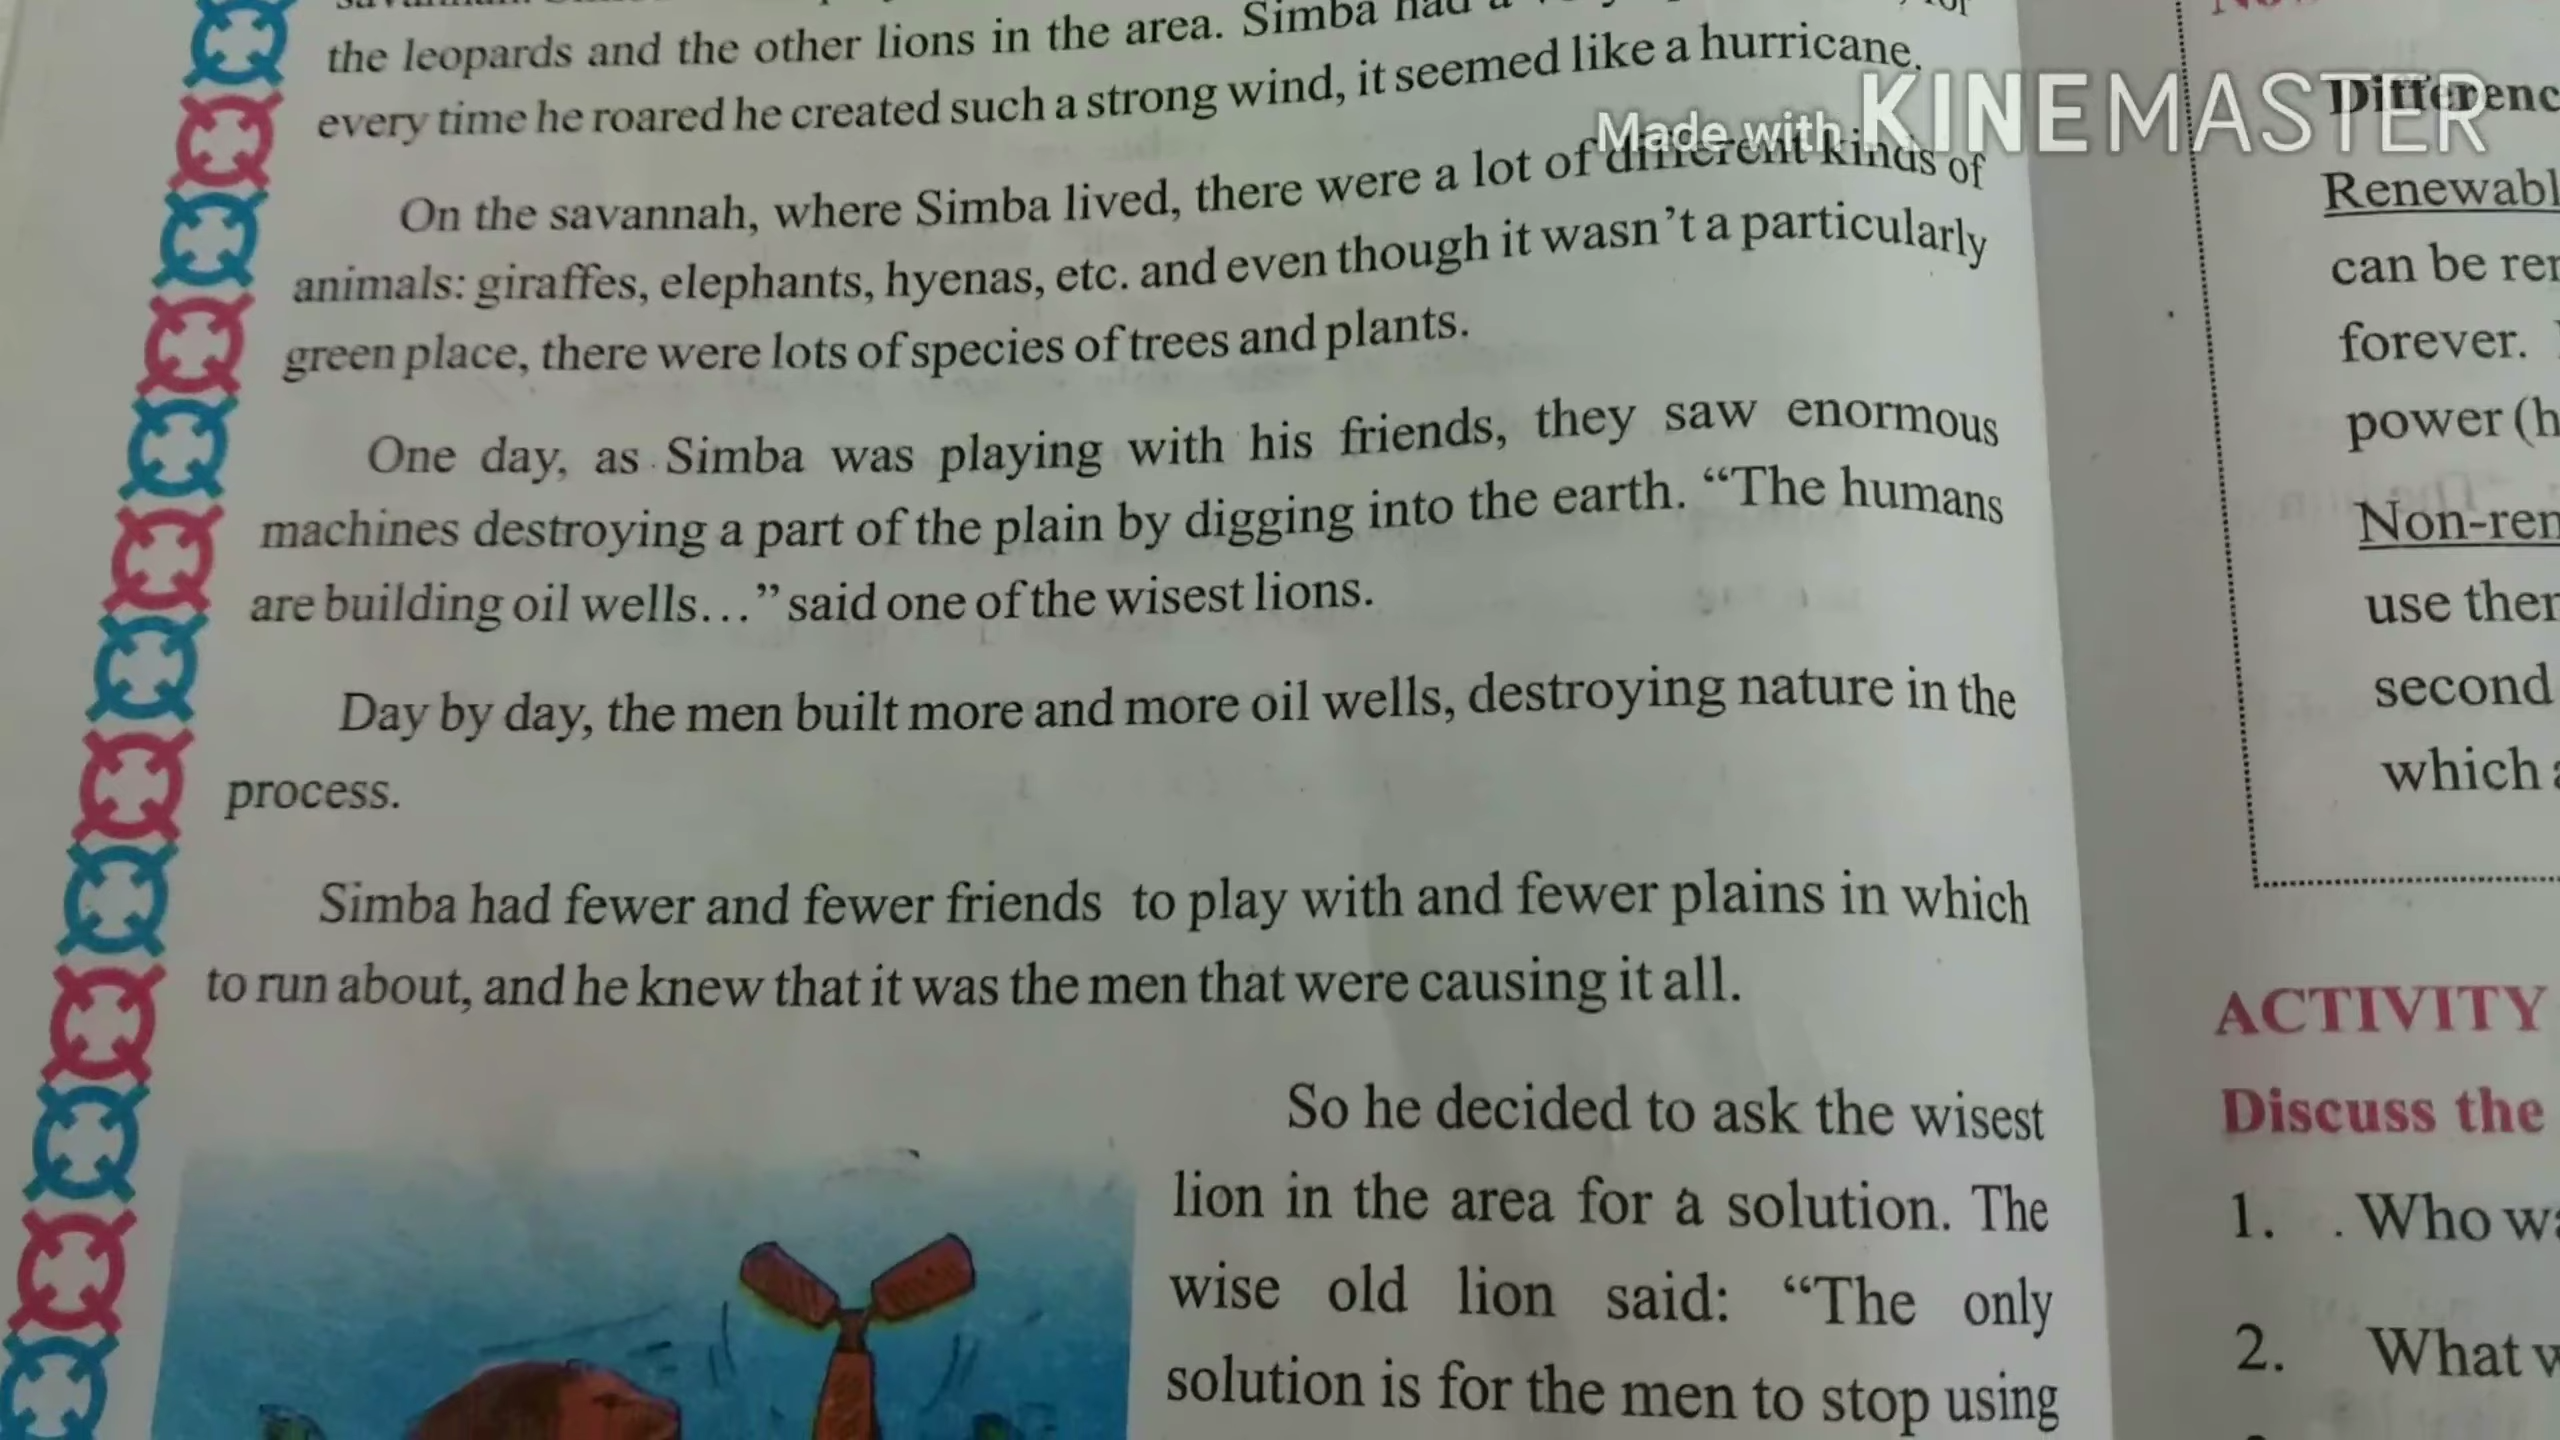 the leopards and the other lions in the area. Simba had a
every time he roared he created such a strong wind, it seemed like a hurricane.
On the savannah, where Simba lived, there were a lot of different kinds of
animals: giraffes, elephants, hyenas, etc. and even though it wasn't a particularly
green place, there were lots of species of trees and plants.
One day, as Simba was playing with his friends, they saw enormous
machines destroying a part of the plain by digging into the earth. “The humans
are building oil wells…” said one of the wisest lions.
Day by day, the men built more and more oil wells, destroying nature in the
process.
Simba had fewer and fewer friends to play with and fewer plains in which
to run about, and he knew that it was the men that were causing it all.
So he decided to ask the wisest
lion in the area for a solution. The
wise old lion said: “The only
solution is for the men to stop using
Made with KINEMASTER
Differenc
Renewabl
can be ren
forever.
power (h
Non-ren
use then
second
which a
ACTIVITY
Discuss the
1. Who wa
2. What w